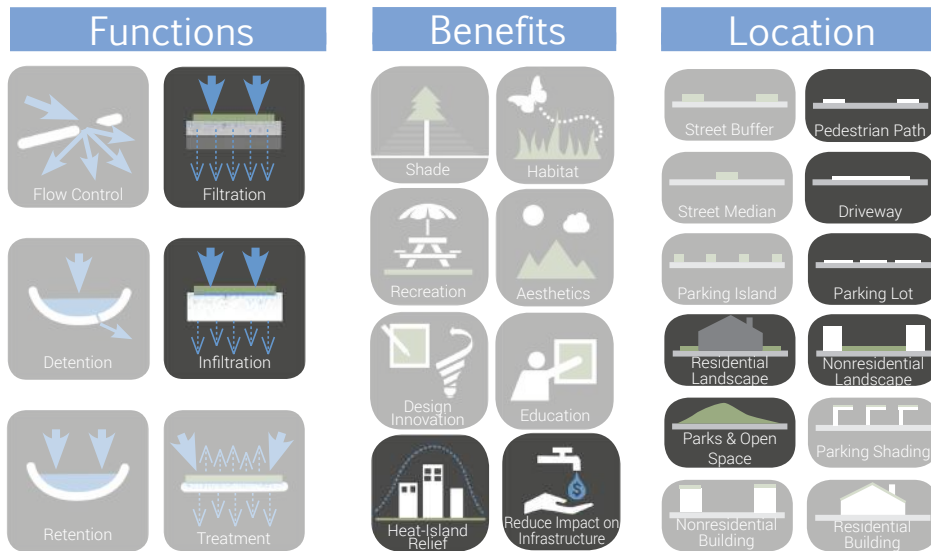 Functions
Benefits
Location
Flow Control
Filtration
Detention
Infiltration
Retention
Treatment
Shade
Habitat
Recreation
Aesthetics
Design
Innovation
Education
Heat-Island
Relief
Reduce Impact on
Infrastructure
$
Street Buffer
Pedestrian Path
Street Median
Driveway
Parking Island
Parking Lot
Residential
Landscape
Nonresidential
Landscape
Parks & Open
Space
Parking Shading
Nonresidential
Building
Residential
Building